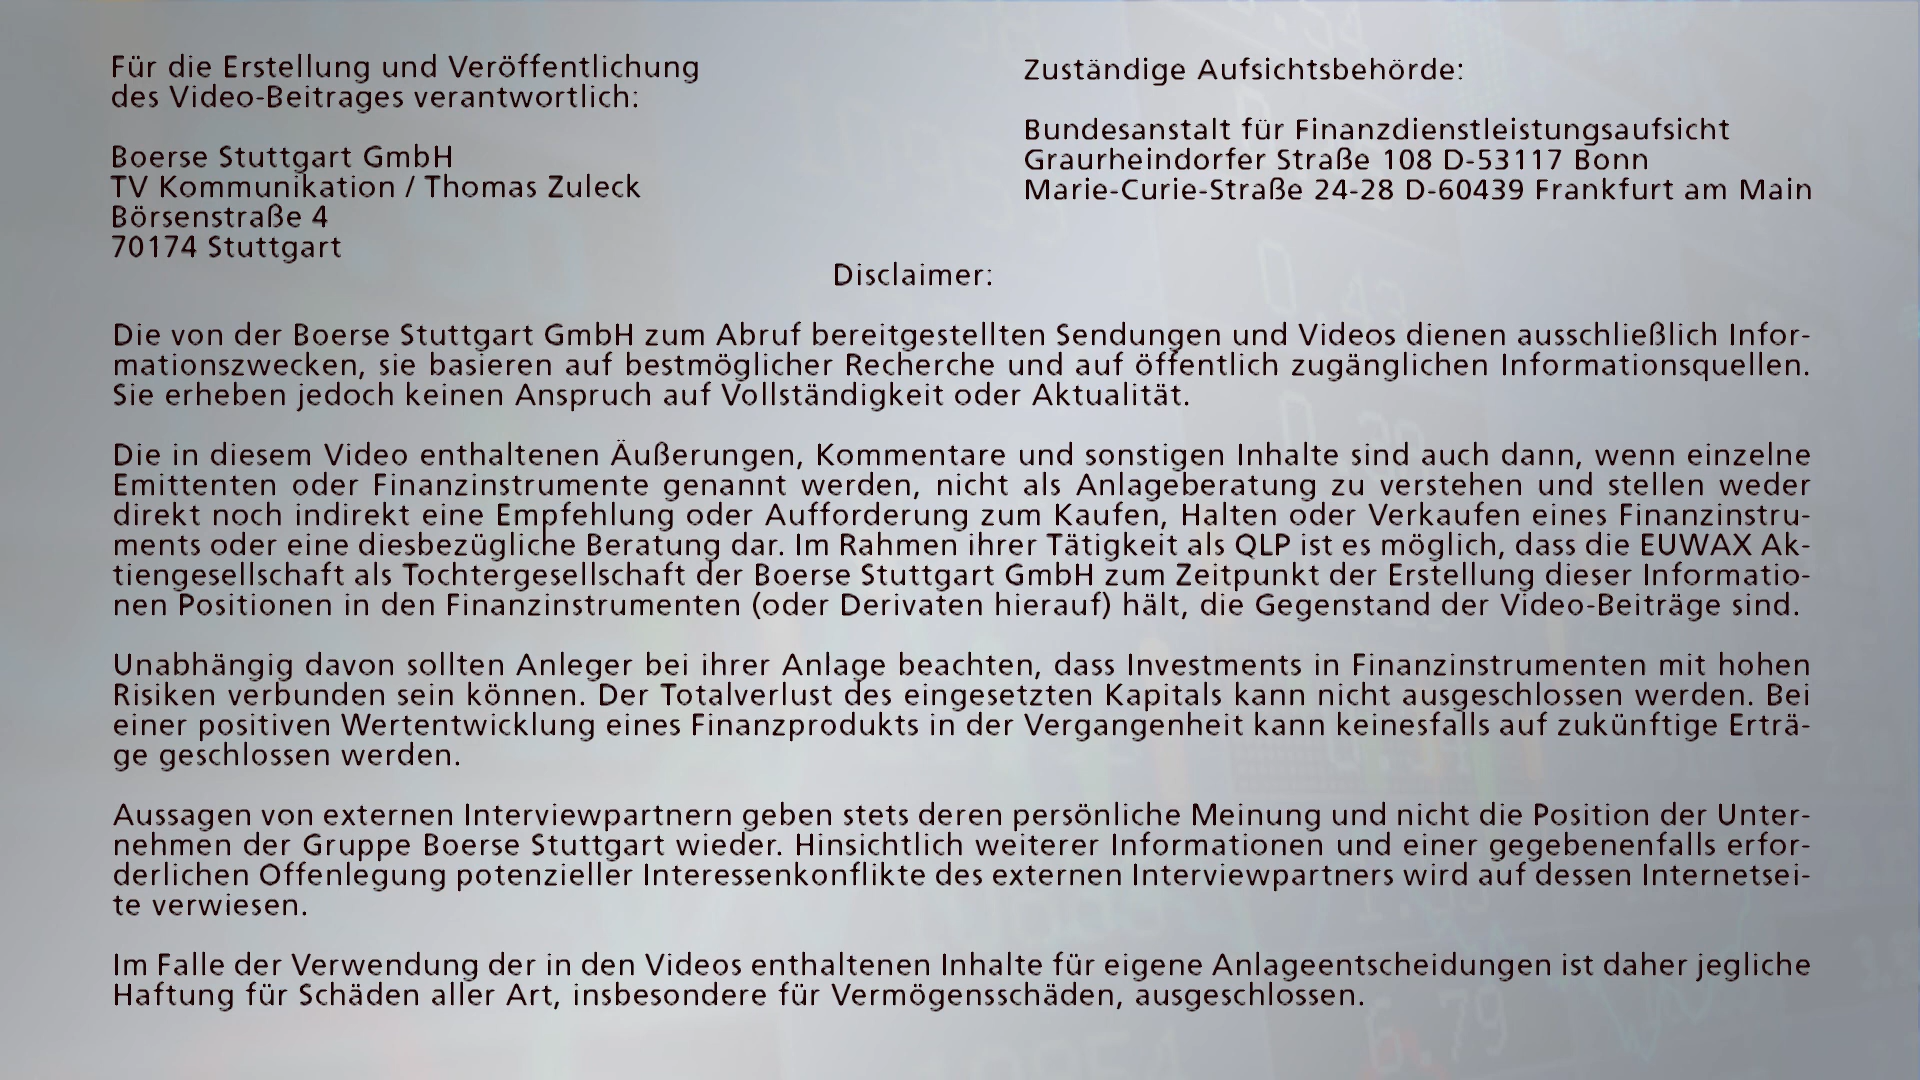 Für die Erstellung und Veröffentlichung
des Video-Beitrages verantwortlich:
Boerse Stuttgart GmbH
TV Kommunikation / Thomas Zuleck
Börsenstraße 4
70174 Stuttgart
Zuständige Aufsichtsbehörde:
Bundesanstalt für Finanzdienstleistungsaufsicht
Graurheindorfer Straße 108 D-53117 Bonn
Marie-Curie-Straße 24-28 D-60439 Frankfurt am Main
Disclaimer:
Die von der Boerse Stuttgart GmbH zum Abruf bereitgestellten Sendungen und Videos dienen ausschließlich Infor-
mationszwecken, sie basieren auf bestmöglicher Recherche und auf öffentlich zugänglichen Informationsquellen.
Sie erheben jedoch keinen Anspruch auf Vollständigkeit oder Aktualität.
Die in diesem Video enthaltenen Äußerungen, Kommentare und sonstigen Inhalte sind auch dann, wenn einzelne
Emittenten oder Finanzinstrumente genannt werden, nicht als Anlageberatung zu verstehen und stellen weder
direkt noch indirekt eine Empfehlung oder Aufforderung zum Kaufen, Halten oder Verkaufen eines Finanzinstru-
ments oder eine diesbezügliche Beratung dar. Im Rahmen ihrer Tätigkeit als QLP ist es möglich, dass die EUWAX Ak-
tiengesellschaft als Tochtergesellschaft der Boerse Stuttgart GmbH zum Zeitpunkt der Erstellung dieser Informatio-
nen Positionen in den Finanzinstrumenten (oder Derivaten hierauf) hält, die Gegenstand der Video-Beiträge sind.
Unabhängig davon sollten Anleger bei ihrer Anlage beachten, dass Investments in Finanzinstrumenten mit hohen
Risiken verbunden sein können. Der Totalverlust des eingesetzten Kapitals kann nicht ausgeschlossen werden. Bei
einer positiven Wertentwicklung eines Finanzprodukts in der Vergangenheit kann keinesfalls auf zukünftige Erträ-
ge geschlossen werden.
Aussagen von externen Interviewpartnern geben stets deren persönliche Meinung und nicht die Position der Unter-
nehmen der Gruppe Boerse Stuttgart wieder. Hinsichtlich weiterer Informationen und einer gegebenenfalls erfor-
derlichen Offenlegung potenzieller Interessenkonflikte des externen Interviewpartners wird auf dessen Internetsei-
te verwiesen.
Im Falle der Verwendung der in den Videos enthaltenen Inhalte für eigene Anlageentscheidungen ist daher jegliche
Haftung für Schäden aller Art, insbesondere für Vermögensschäden, ausgeschlossen.